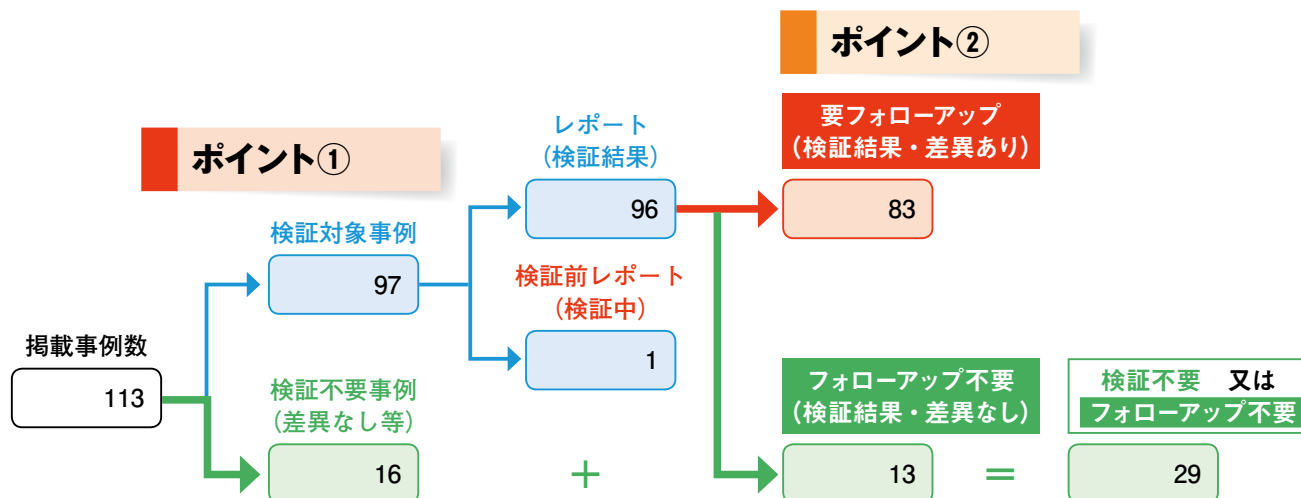 ポイント②
要フォローアップ
（検証結果・差異あり）
83
ポイント①
レポート
（検証結果）
96
検証対象事例
97
検証前レポート
（検証中）
1
掲載事例数
113
検証不要事例
（差異なし等）
16
+
フォローアップ不要
（検証結果・差異なし）
13
=
検証不要 又は
フォローアップ不要
29